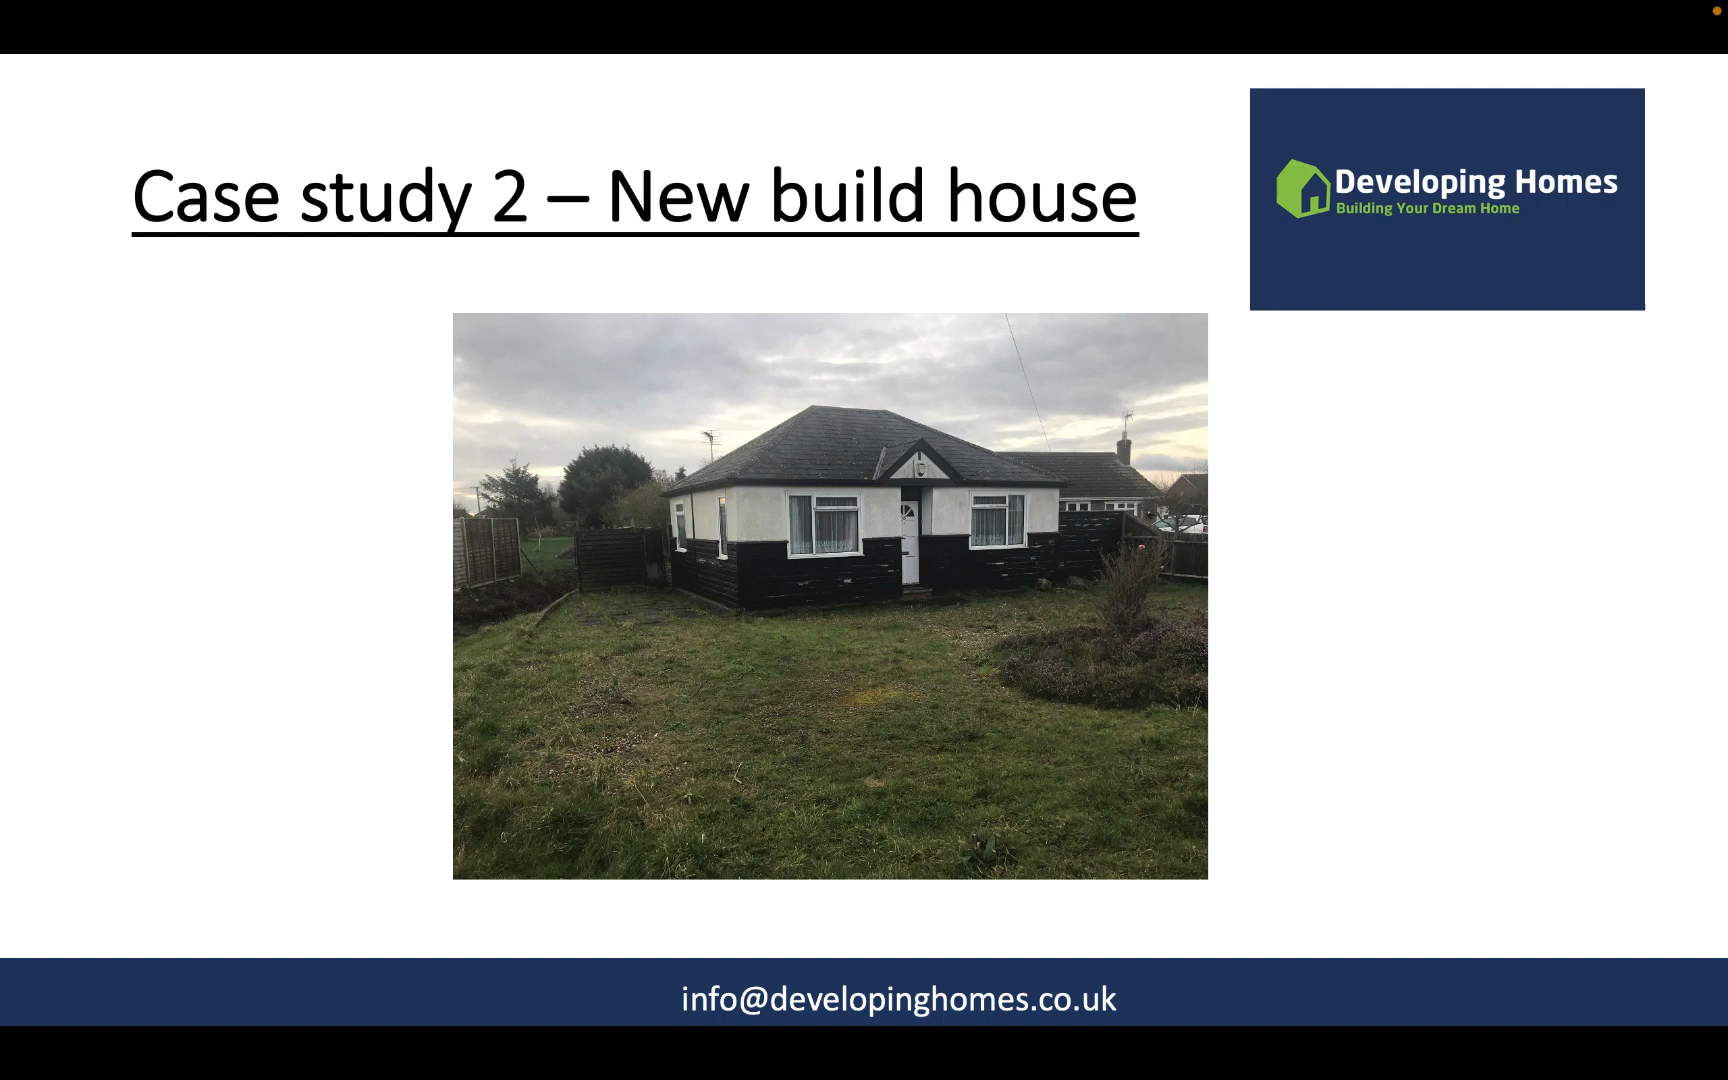 Case study 2 – New build house
Developing Homes
Building Your Dream Home
info@developinghomes.co.uk